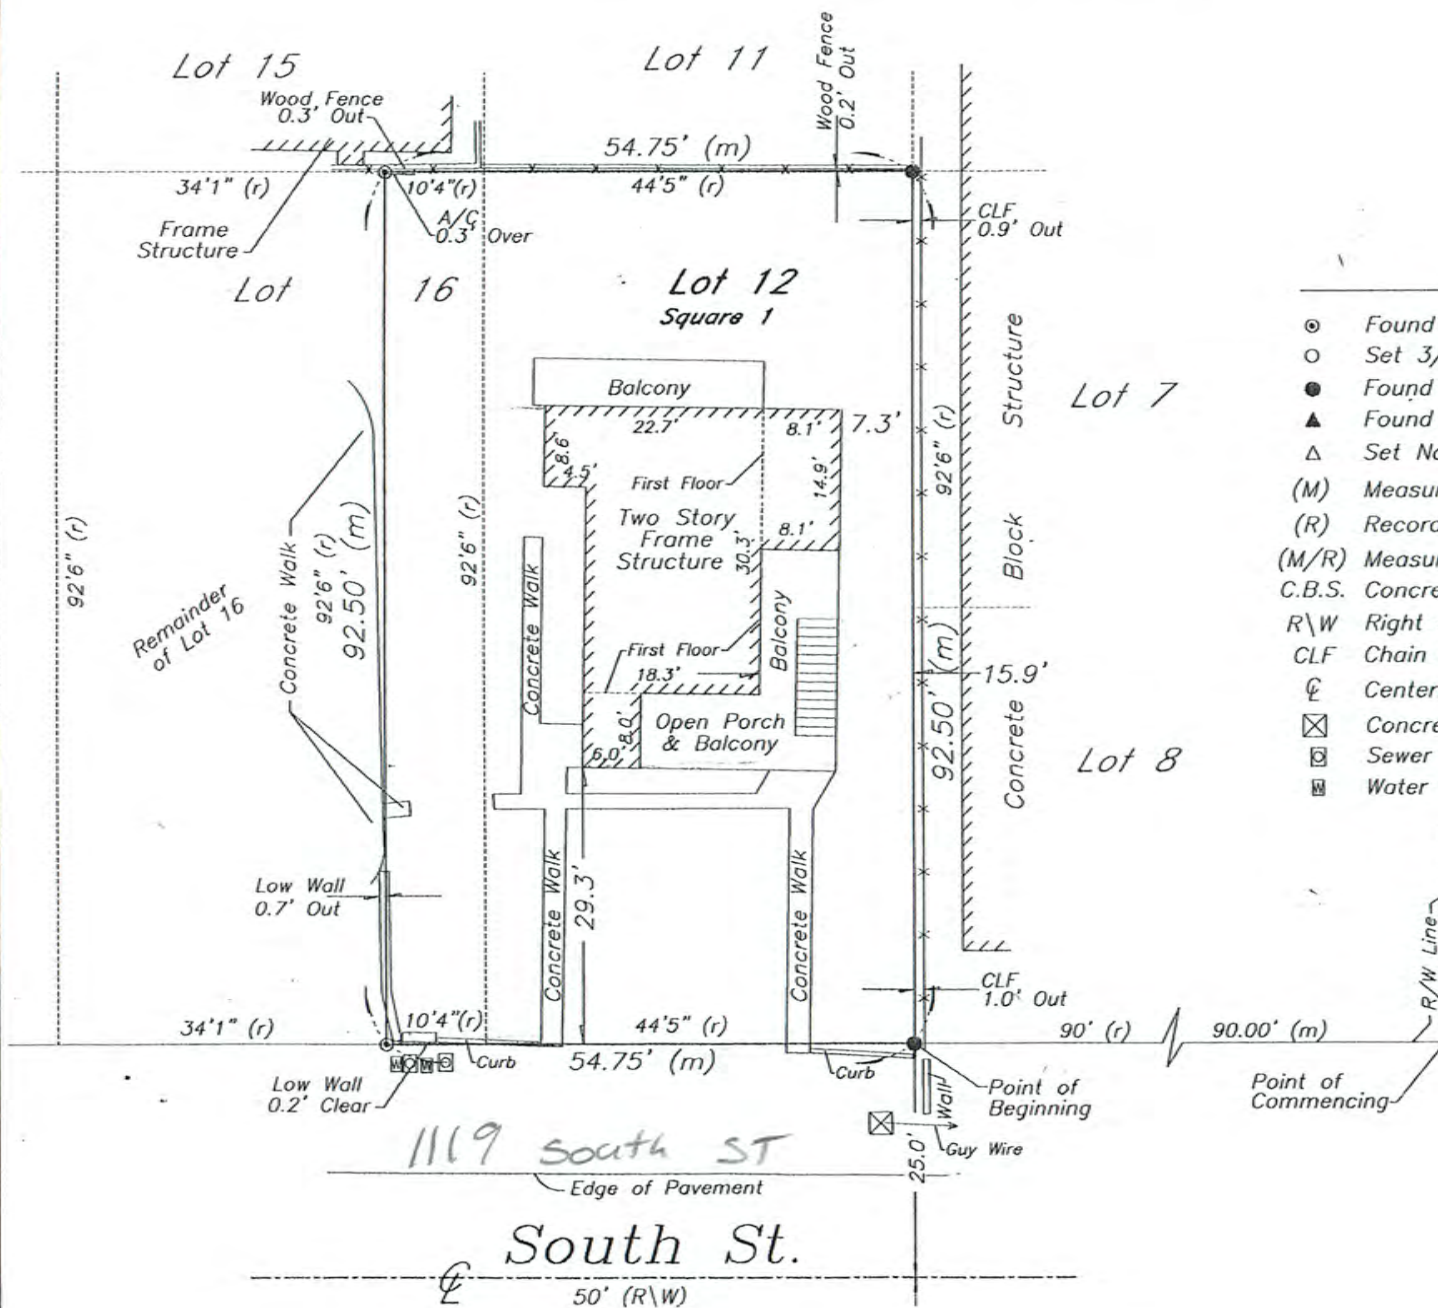 Lot 15
Lot 11
Wood Fence
0.2' Out
Wood Fence
0.3' Out
54.75' (m)
34'1" (r)
10'4"(r)
44'5" (r)
A/C
0.3' Over
CLF
0.9' Out
Frame
Structure
Lot 16
Lot 12
Square 1
Structure
Block
Concrete
Lot 7
Found
Set 3/
Found
Found
Set
(M) Measu
(R) Recor
(M/R) Measu
C.B.S. Concre
R\W Right
CLF Chain
℄ Center
Concre
Sewer
W Water
Balcony
22.7'
8.1'
7.3'
8.6'
4.5'
First Floor
14.9'
92'6" (r)
Two Story
Frame
Structure
30.3'
8.1'
92'6" (r)
92'6" (r)
Concrete Walk
92'6" (r)
92.50' (m)
Remainder
of Lot 16
Concrete Walk
Balcony
First Floor
18.3'
15.9'
92.50' (m)
Open Porch
& Balcony
8.0'
6.0'
Lot 8
Low Wall
0.7' Out
Concrete Walk
29.3'
Concrete Walk
CLF
1.0' Out
R/W Line
34'1" (r)
10'4"(r)
44'5" (r)
90' (r)
90.00' (m)
W
W
Curb
54.75' (m)
Curb
Low Wall
0.2' Clear
Wall
Point of
Beginning
Point of
Commencing
Guy Wire
25.0'
1119 South ST
Edge of Pavement
South St.
℄
50' (R\W)